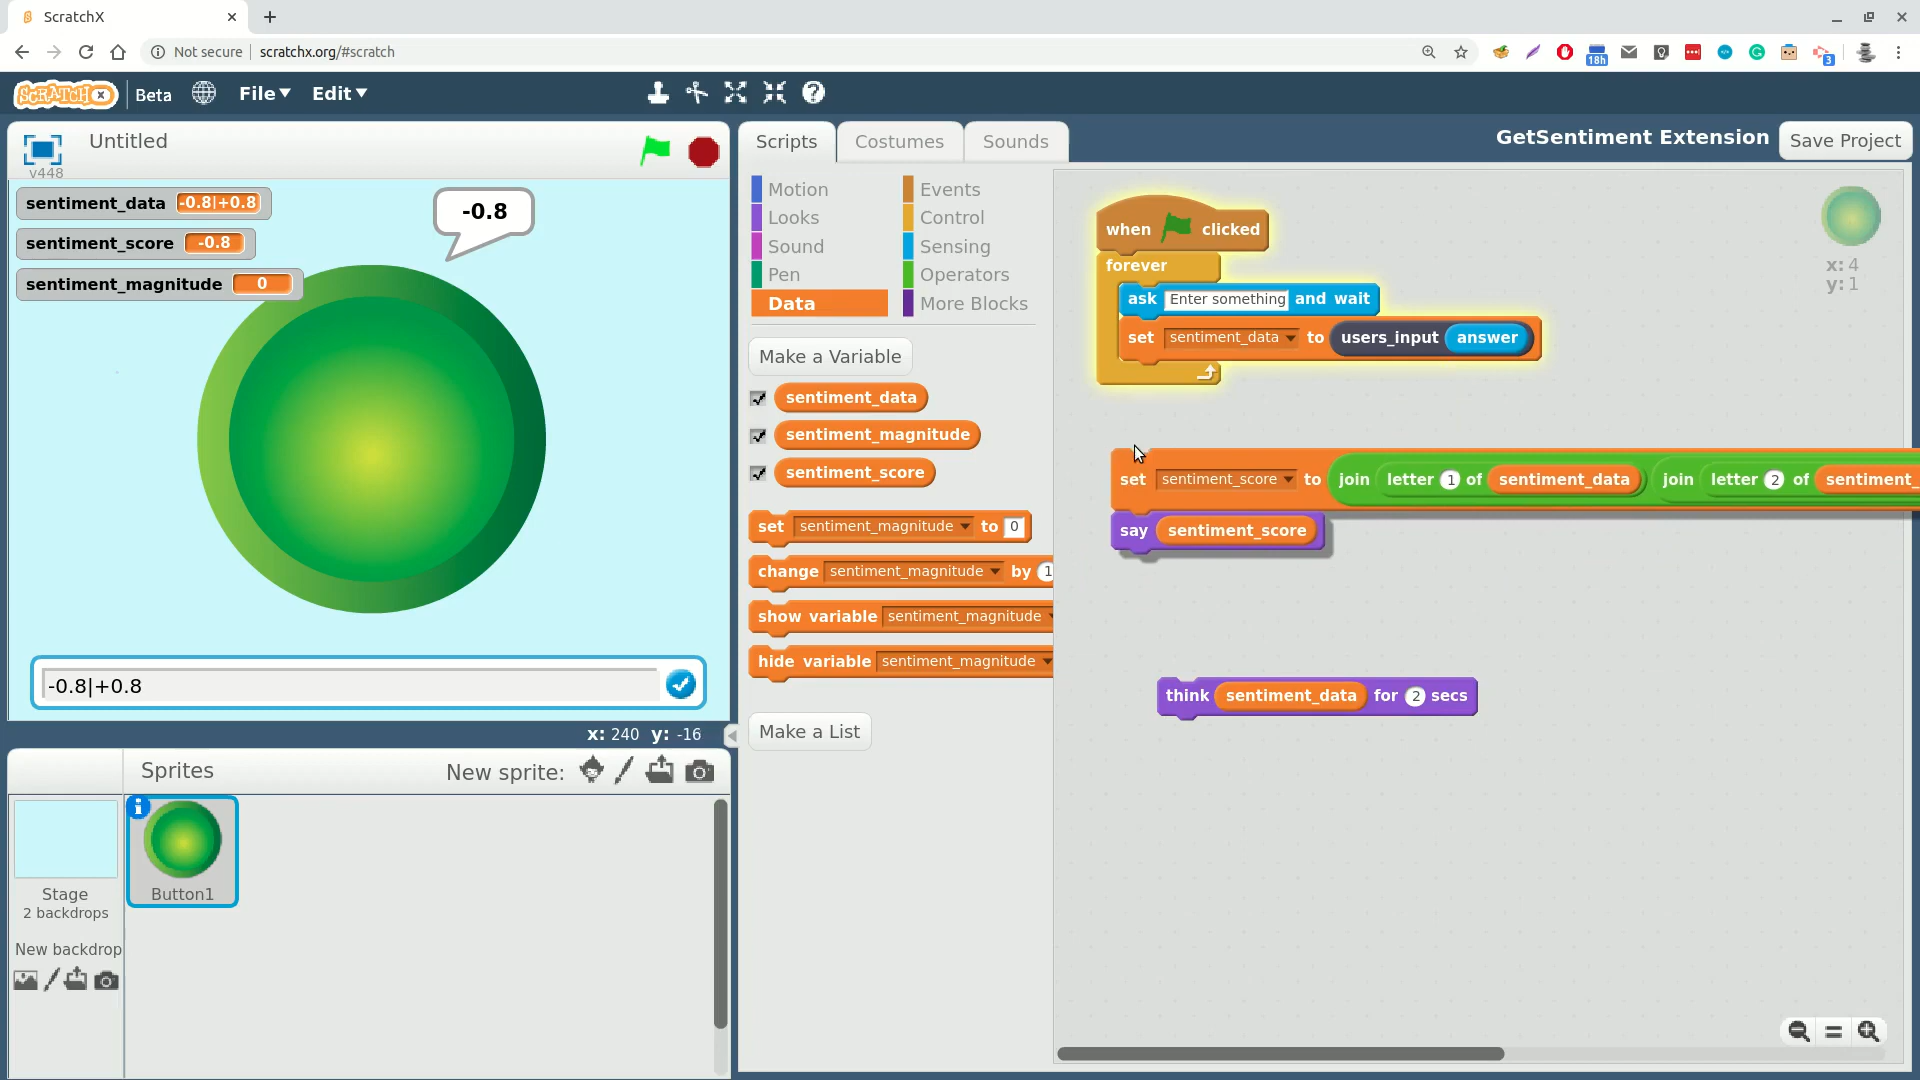 ScratchX
Not secure scratchx.org/#scratch
18h
3
SCRATCHX Beta File Edit
Untitled
v448
sentiment_data -0.8|+0.8
sentiment_score -0.8
sentiment_magnitude 0
-0.8
-0.8|+0.8
x: 240 y: -16
Sprites New sprite:
Stage
2 backdrops
New backdrop
Button1
Scripts Costumes Sounds
GetSentiment Extension Save Project
Motion Events
Looks Control
Sound Sensing
Pen Operators
Data More Blocks
Make a Variable
sentiment_data
sentiment_magnitude
sentiment_score
set sentiment_magnitude to 0
change sentiment_magnitude by 1
show variable sentiment_magnitude
hide variable sentiment_magnitude
Make a List
when clicked
forever
ask Enter something and wait
set sentiment_data to users_input answer
set sentiment_score to join letter 1 of sentiment_data join letter 2 of sentiment_
say sentiment_score
think sentiment_data for 2 secs
x: 4
y: 1